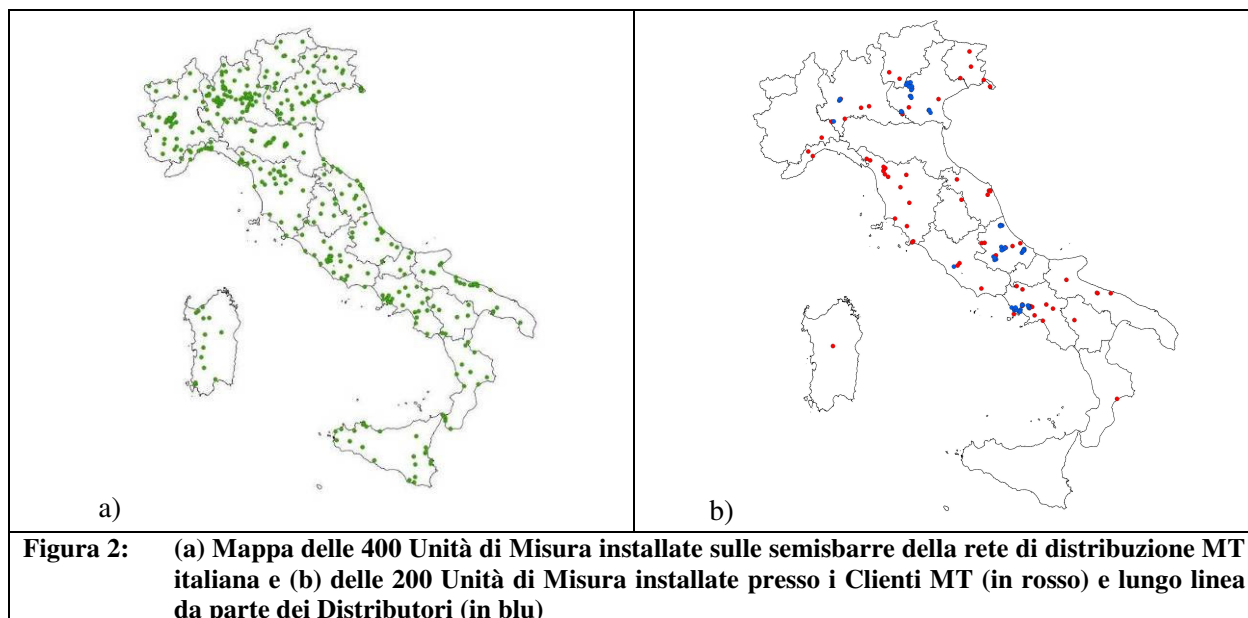 a)
b)
Figura 2: (a) Mappa delle 400 Unità di Misura installate sulle semisbarre della rete di distribuzione MT
italiana e (b) delle 200 Unità di Misura installate presso i Clienti MT (in rosso) e lungo linea
da parte dei Distributori (in blu)